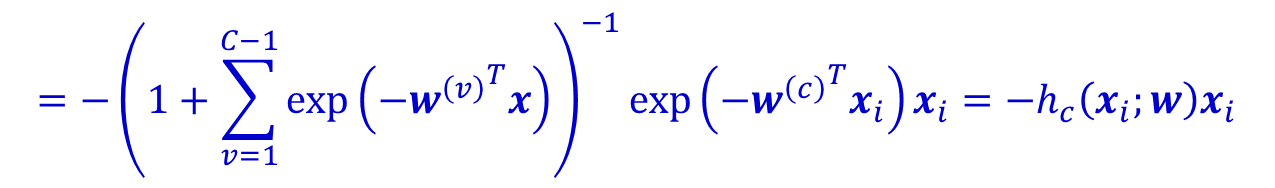 = −(1 + ∑_{v=1}^{C−1} exp(−𝒘^{(v)^T}𝒙))^{−1} exp(−𝒘^{(c)^T}𝒙_i) 𝒙_i = −h_c(𝒙_i; 𝒘)𝒙_i